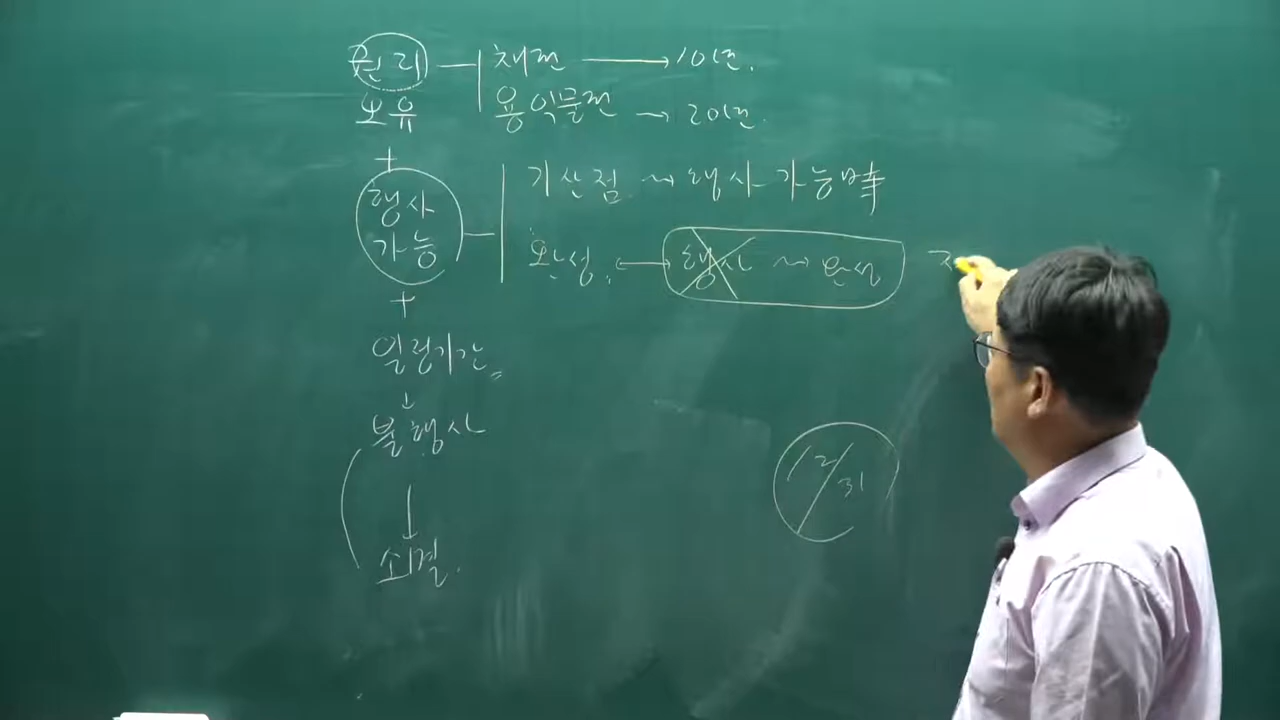 권리 채권 → 10년.
보유 용익물권 → 20년.
+
행사 가능 기산점 → 행사 가능 時
완성. ← 행사 → 완성
+
일정기간
↓
불행사
↓
소멸.
12/31